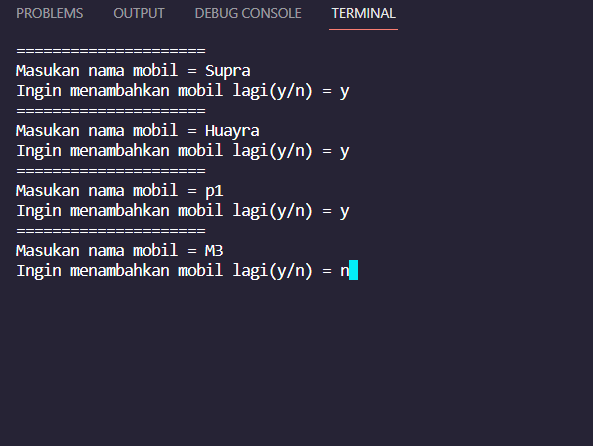 PROBLEMS OUTPUT DEBUG CONSOLE TERMINAL
=====================
Masukan nama mobil = Supra
Ingin menambahkan mobil lagi(y/n) = y
=====================
Masukan nama mobil = Huayra
Ingin menambahkan mobil lagi(y/n) = y
=====================
Masukan nama mobil = p1
Ingin menambahkan mobil lagi(y/n) = y
=====================
Masukan nama mobil = M3
Ingin menambahkan mobil lagi(y/n) = n